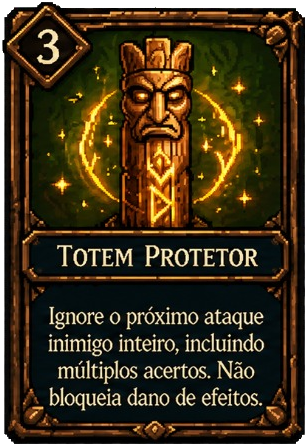 3
TOTEM PROTETOR
Ignore o próximo ataque
inimigo inteiro, incluindo
múltiplos acertos. Não
bloqueia dano de efeitos.